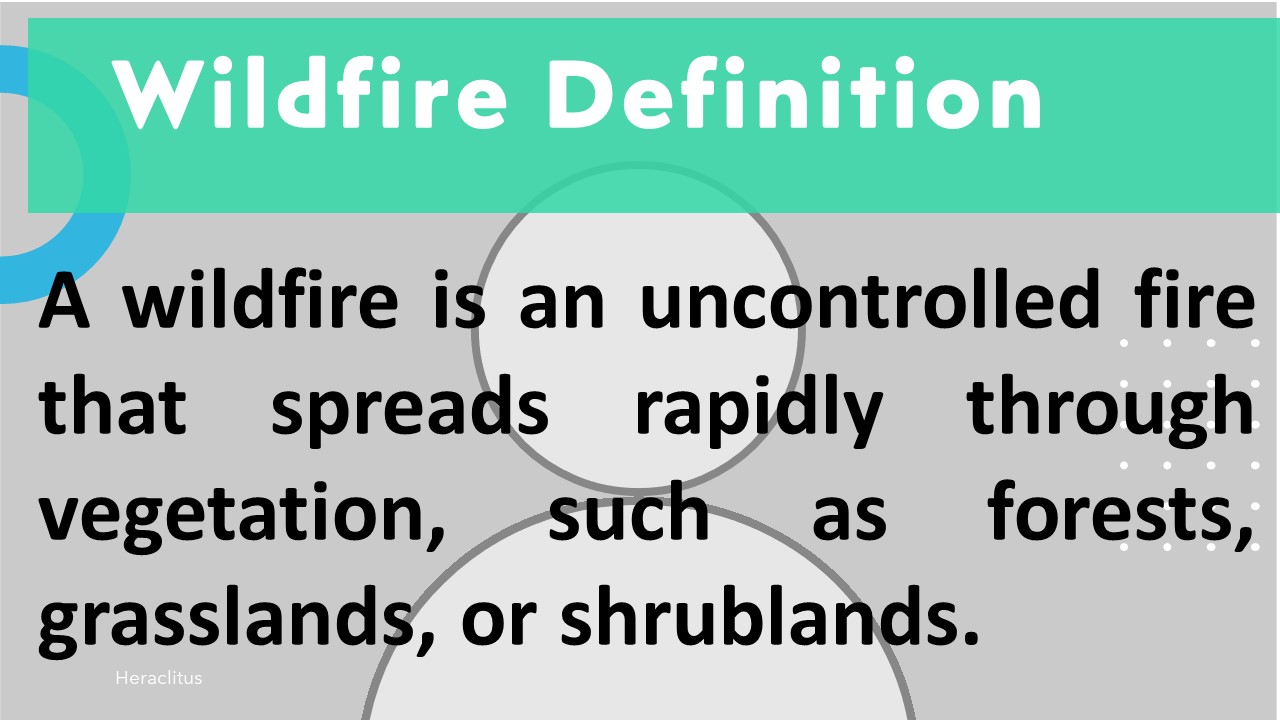 Wildfire Definition
A wildfire is an uncontrolled fire
that spreads rapidly through
vegetation, such as forests,
grasslands, or shrublands.
Heraclitus